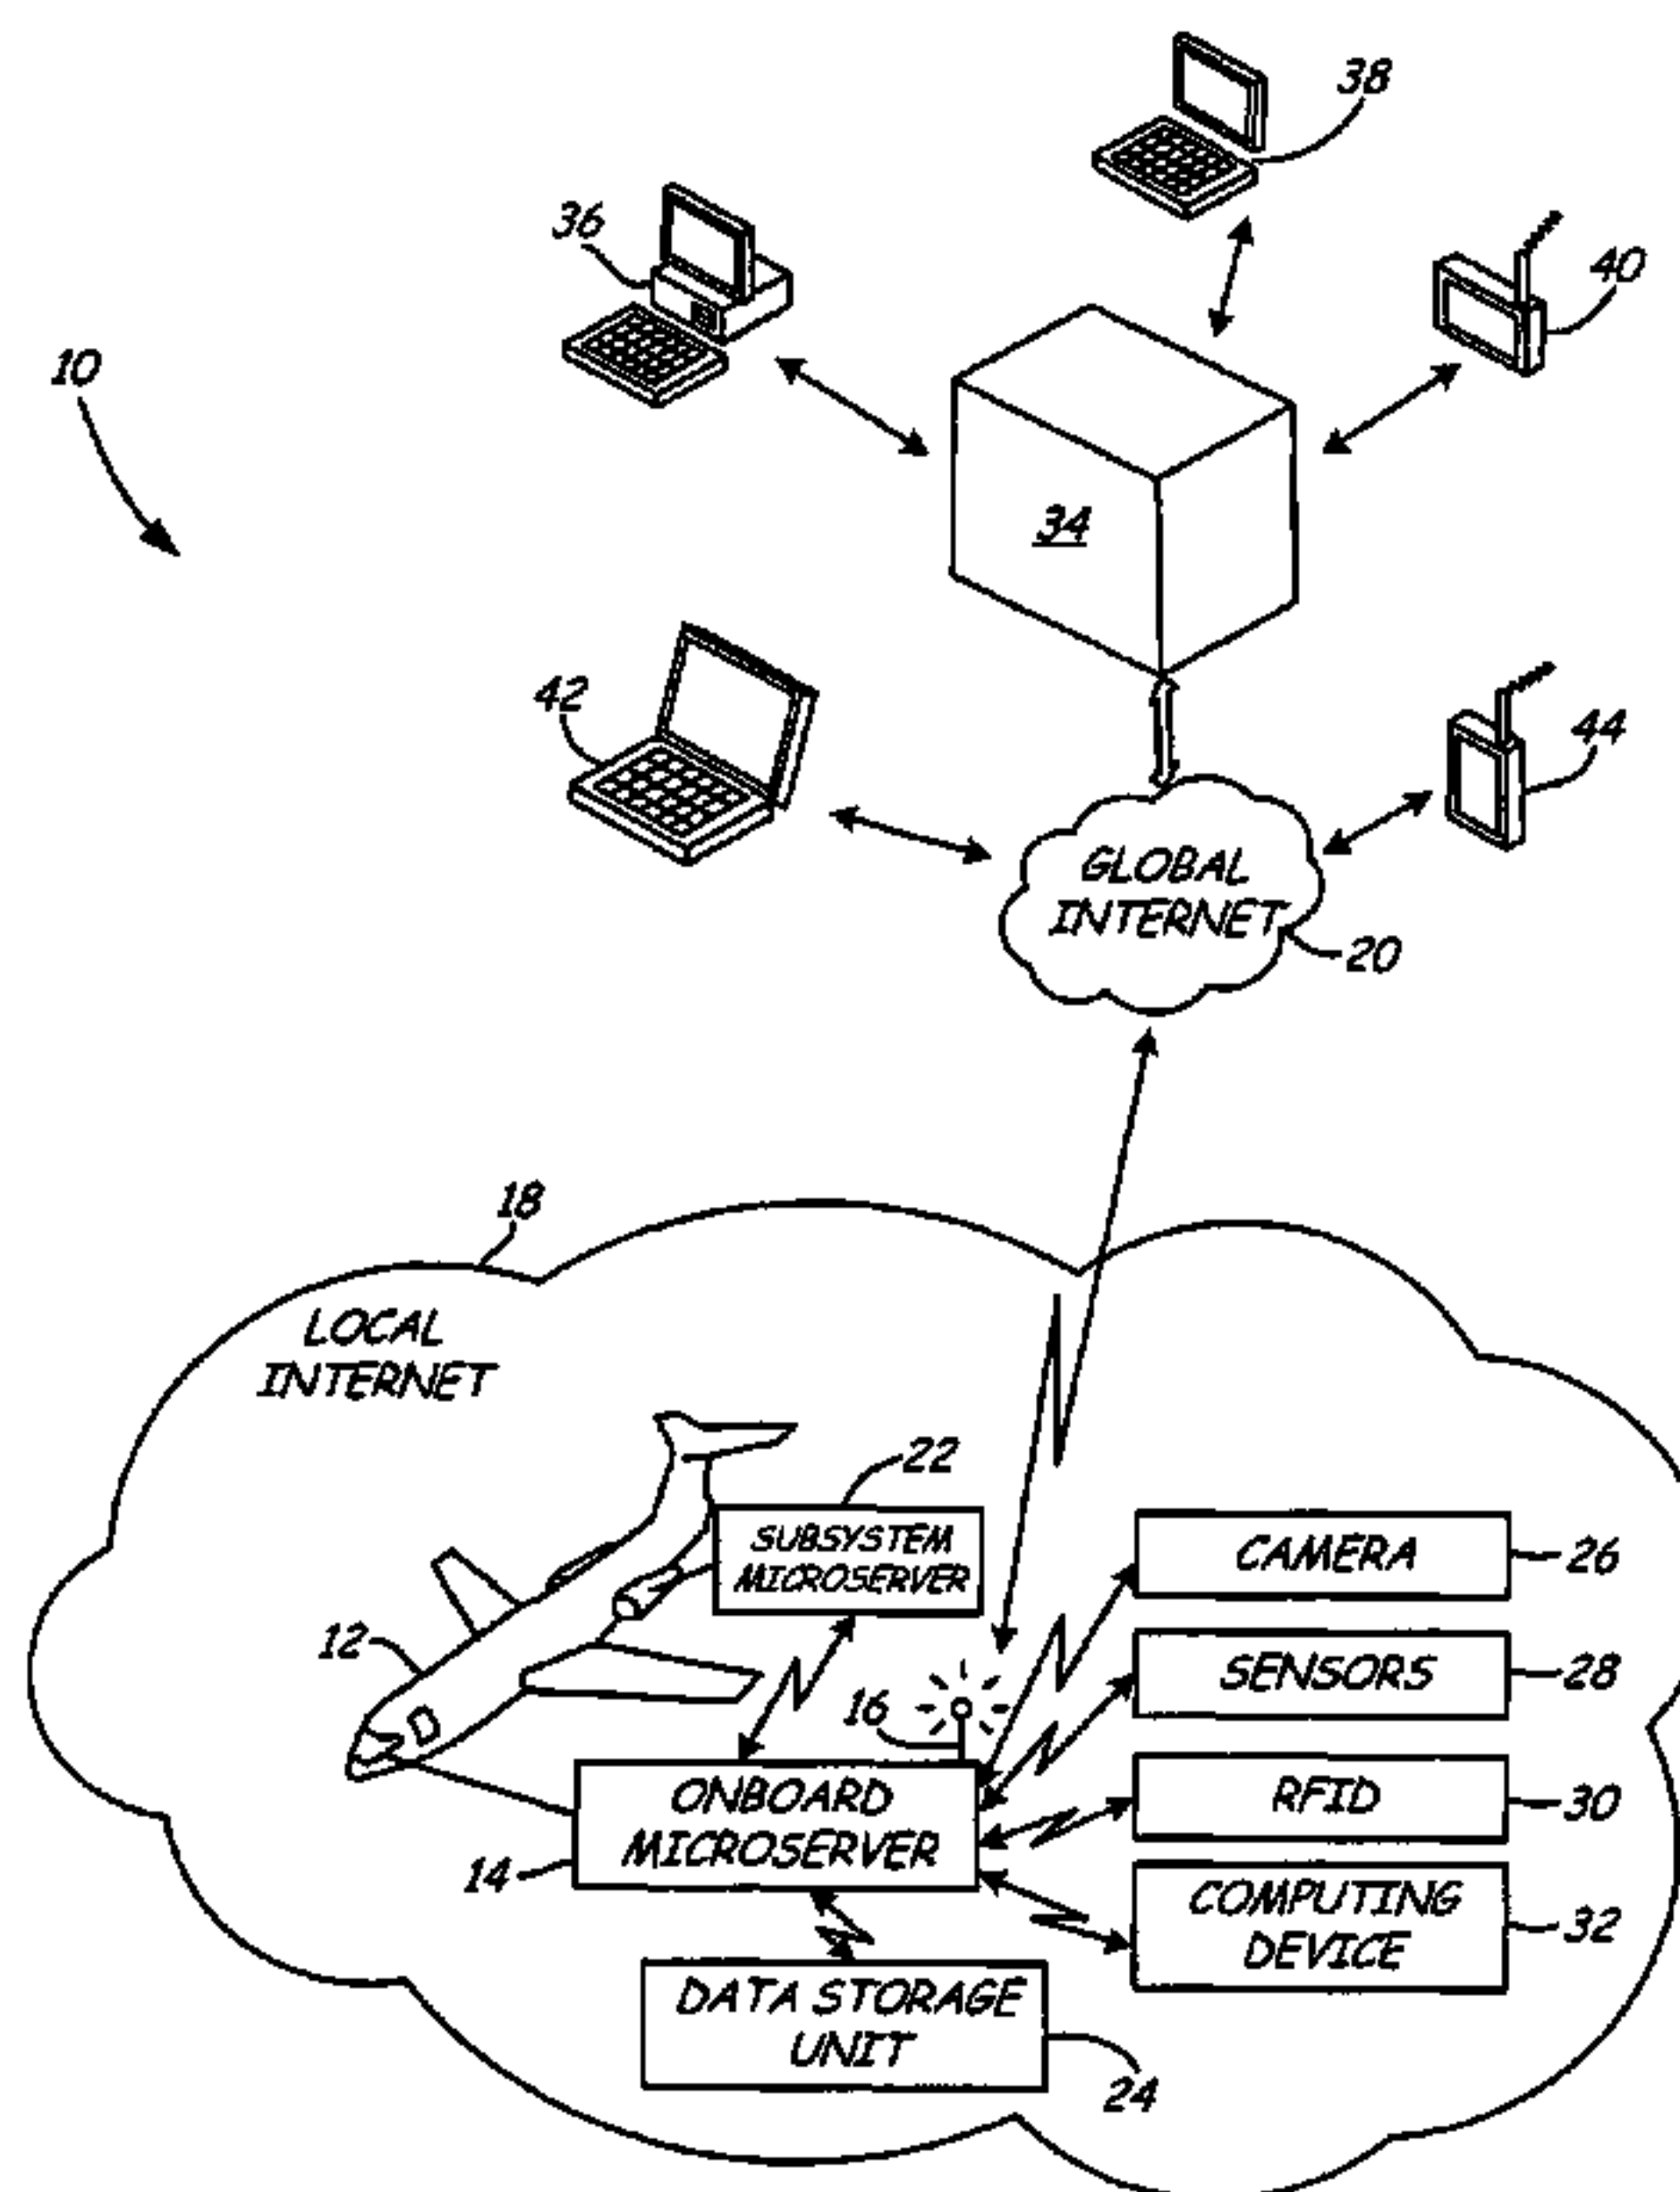 38
36
40
10
34
42
44
GLOBAL
INTERNET
20
18
LOCAL
INTERNET
22
SUBSYSTEM
MICROSERVER
CAMERA
26
12
SENSORS
28
16
ONBOARD
MICROSERVER
14
RFID
30
COMPUTING
DEVICE
32
DATA STORAGE
UNIT
24